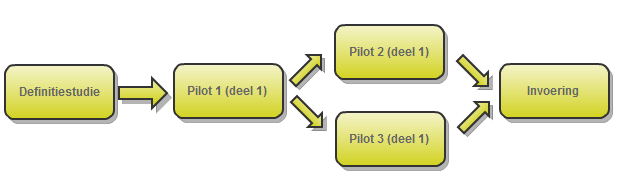 Definitiestudie
Pilot 1 (deel 1)
Pilot 2 (deel 1)
Pilot 3 (deel 1)
Invoering